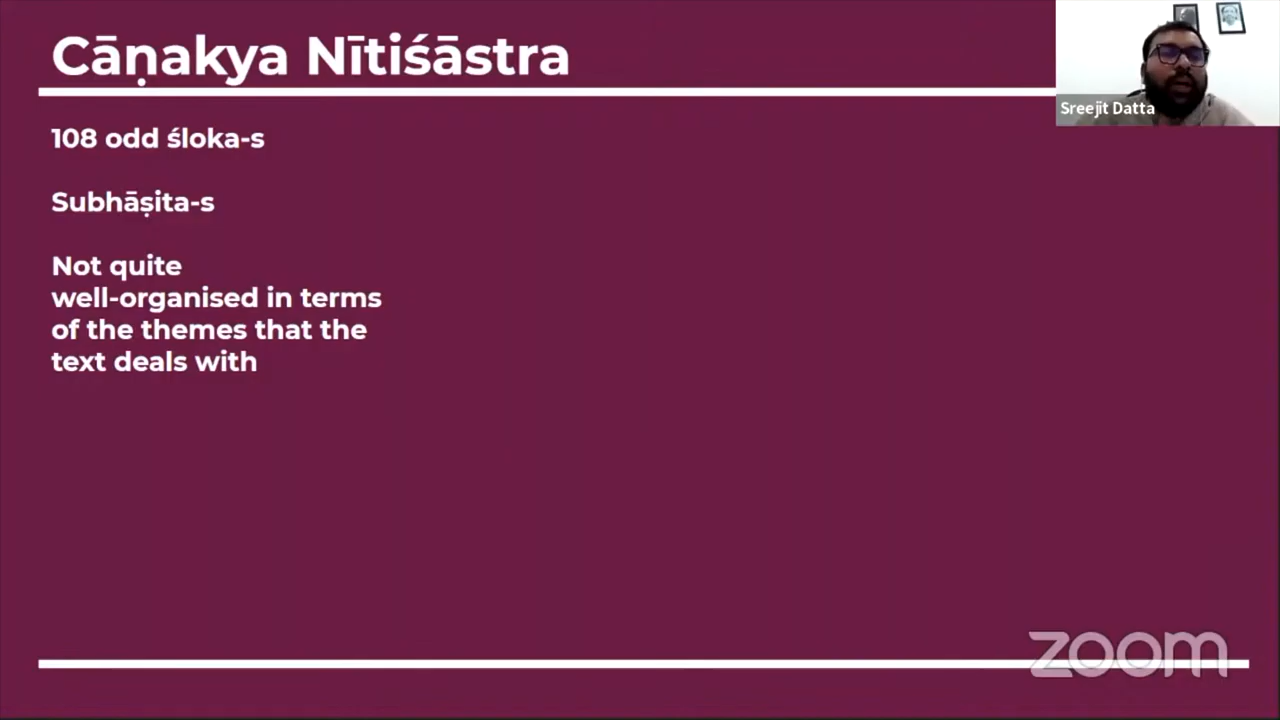 Cāṇakya Nītiśāstra
Sreejit Datta
108 odd śloka-s
Subhāṣita-s
Not quite
well-organised in terms
of the themes that the
text deals with
zoom